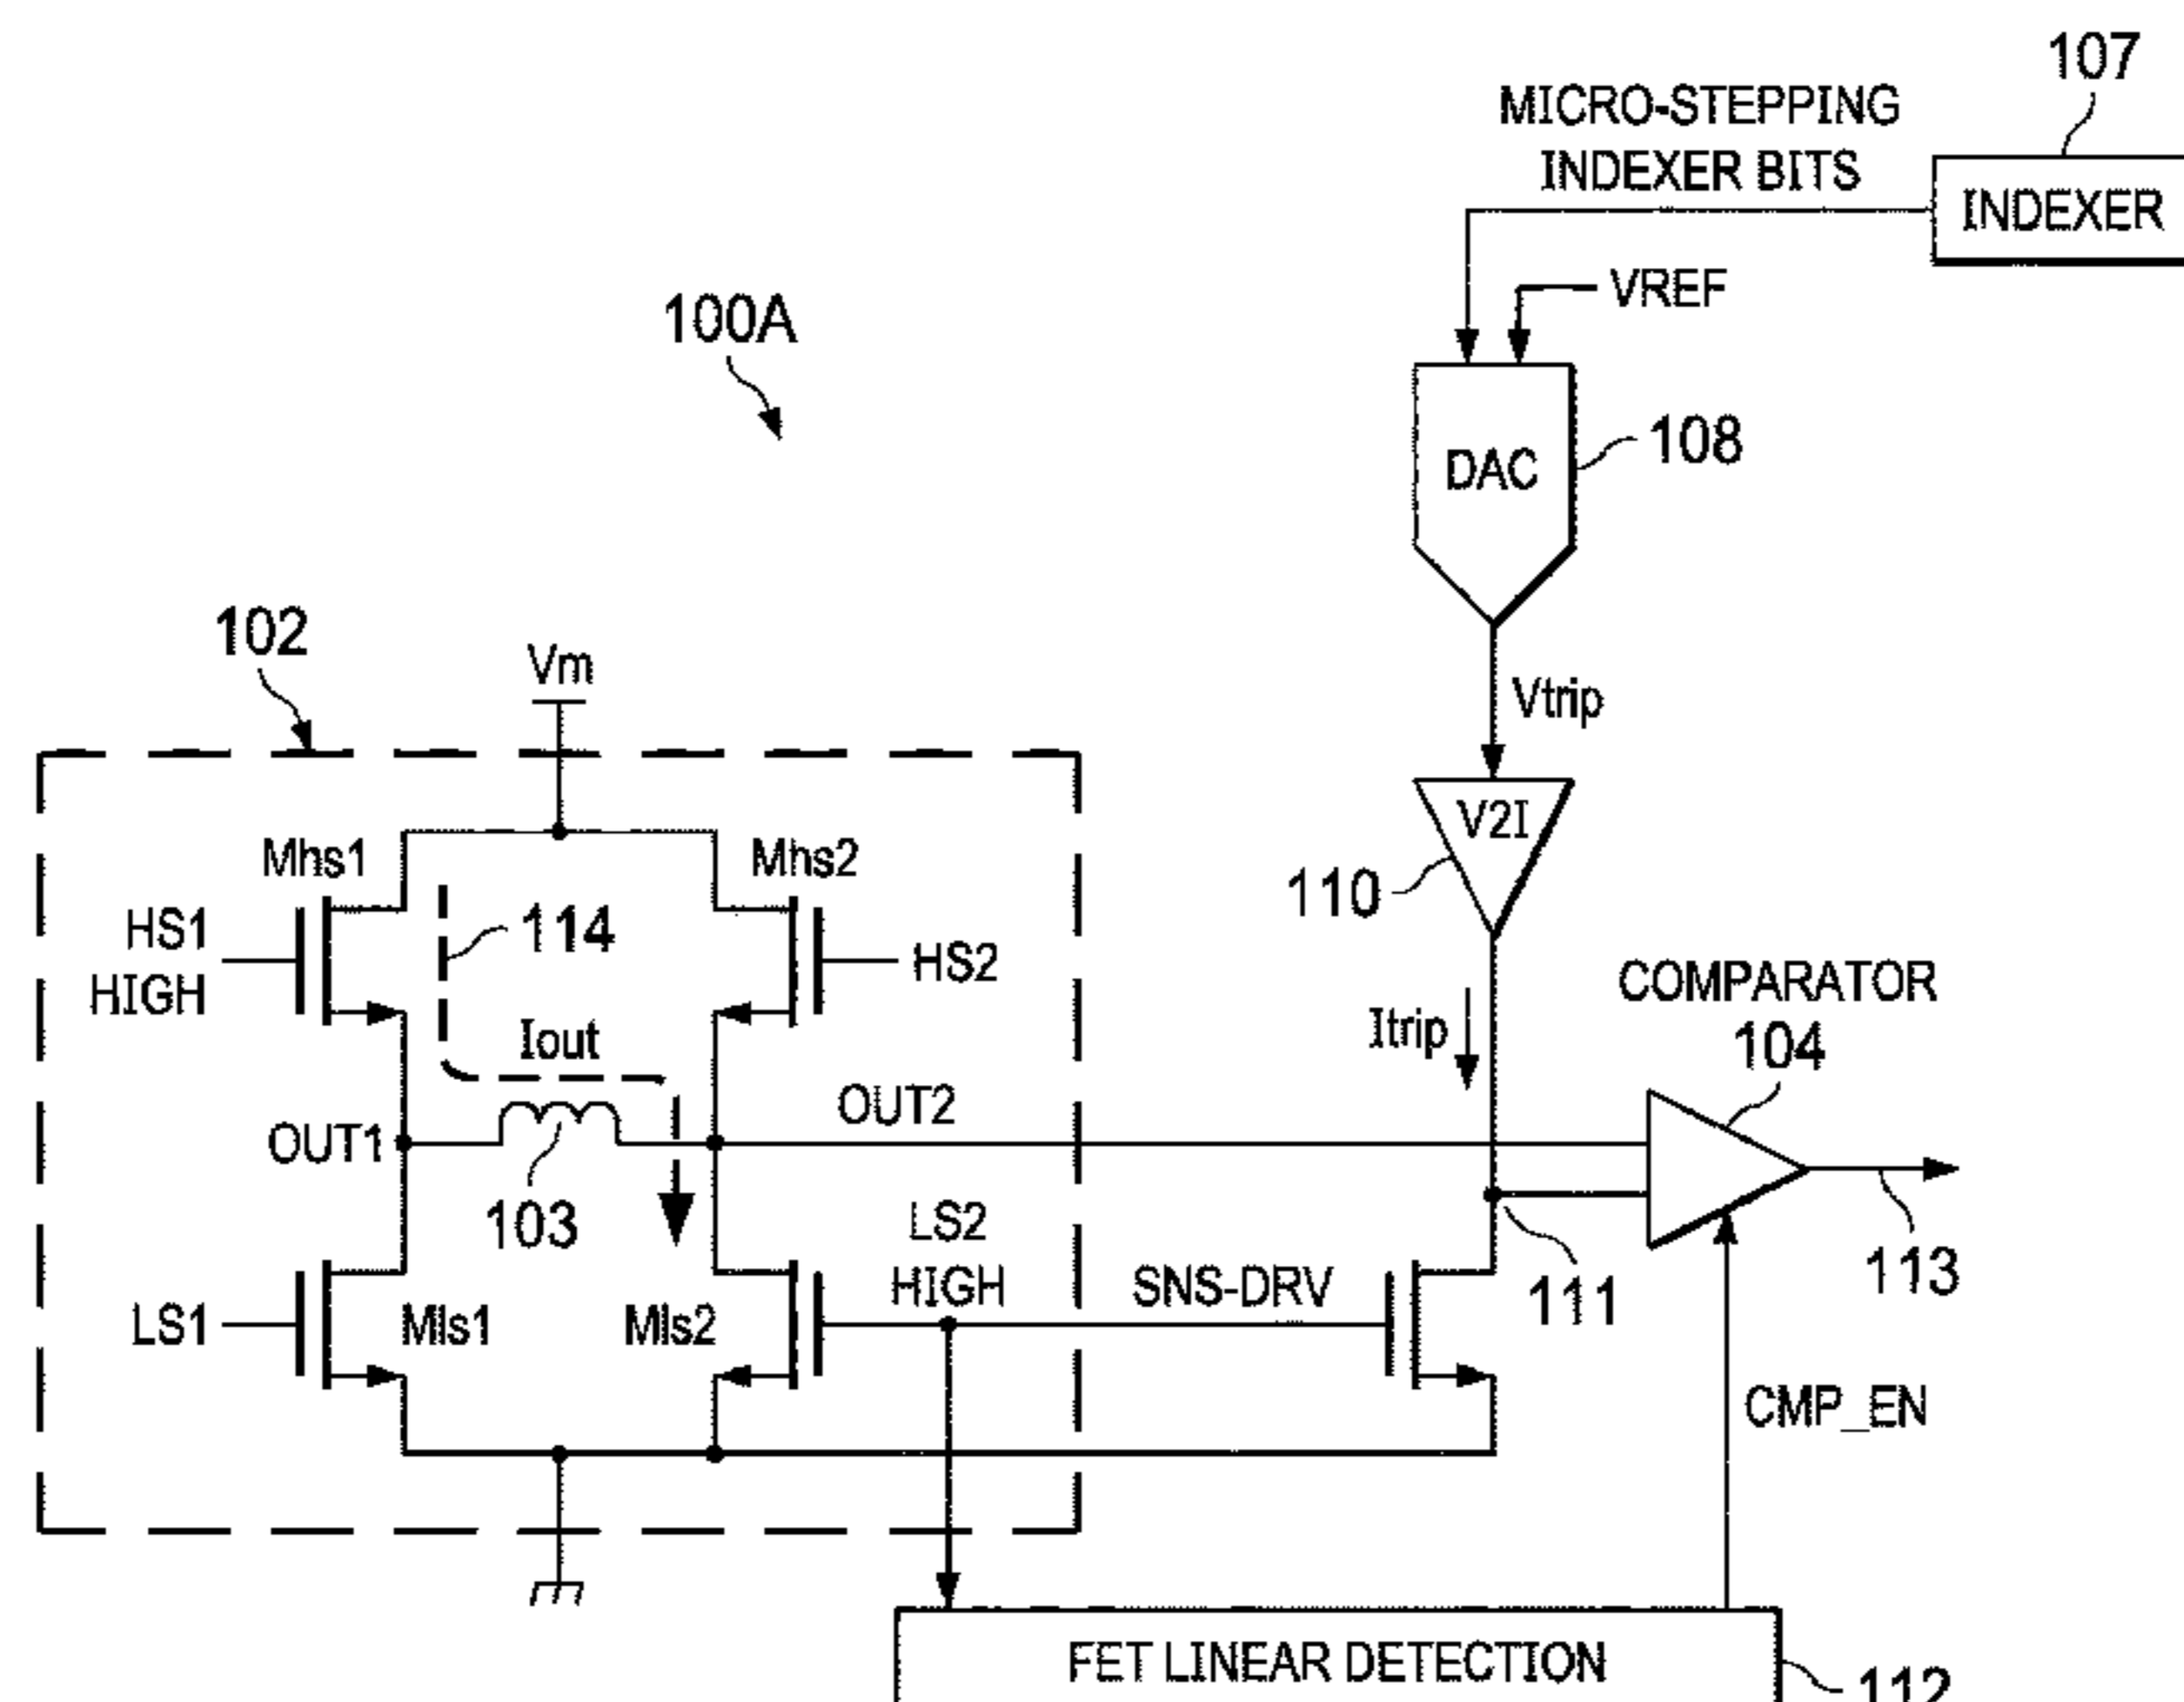 107
MICRO-STEPPING
INDEXER BITS
INDEXER
VREF
100A
DAC
108
Vtrip
102
Vm
V2I
110
Mhs1
Mhs2
HS1
HIGH
114
HS2
COMPARATOR
104
Itrip
Iout
OUT2
OUT1
103
LS2
HIGH
SNS-DRV
111
113
LS1
Mls1
Mls2
CMP_EN
FET LINEAR DETECTION
112